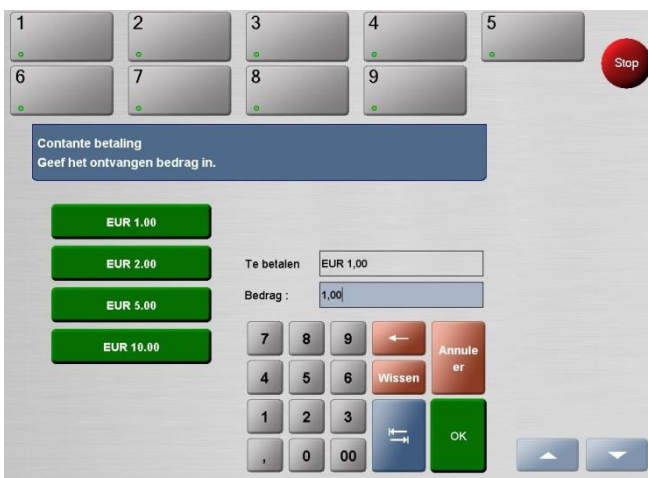 1
2
3
4
5
Stop
6
7
8
9
Contante betaling
Geef het ontvangen bedrag in.
EUR 1.00
EUR 2.00
EUR 5.00
EUR 10.00
Te betalen
EUR 1,00
Bedrag :
1,00
7 8 9
Annule
er
4 5 6 Wissen
1 2 3
OK
, 0 00